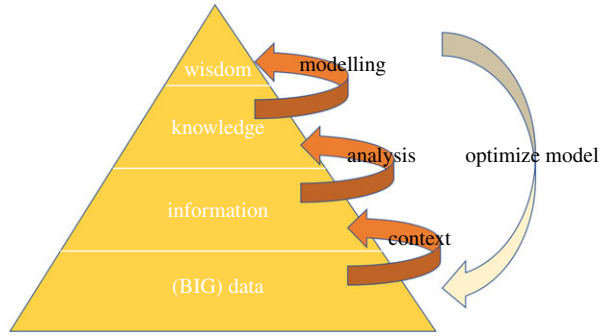 wisdom
modelling
knowledge
analysis
optimize model
information
context
(BIG) data